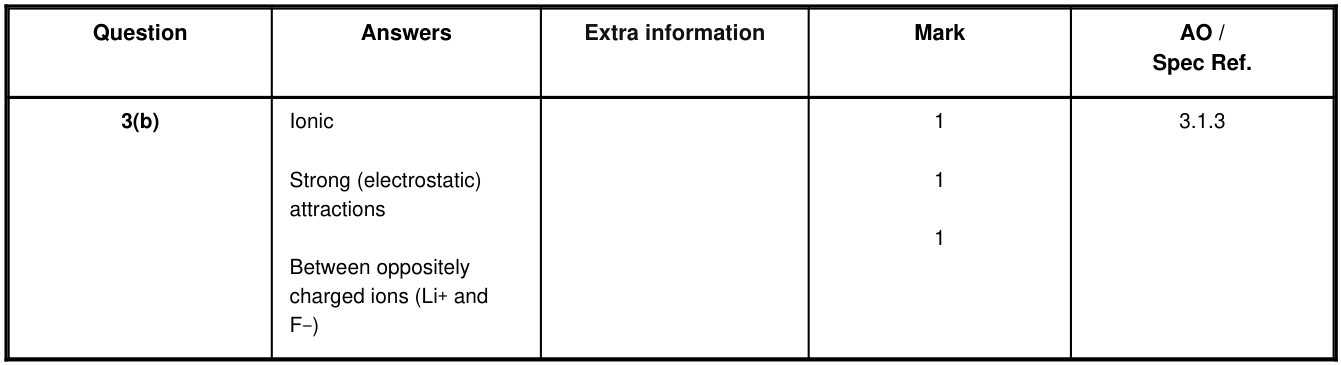 Question Answers Extra information Mark AO /
Spec Ref.
3(b) Ionic 1 3.1.3
Strong (electrostatic) 1
attractions
1
Between oppositely
charged ions (Li+ and
F–)